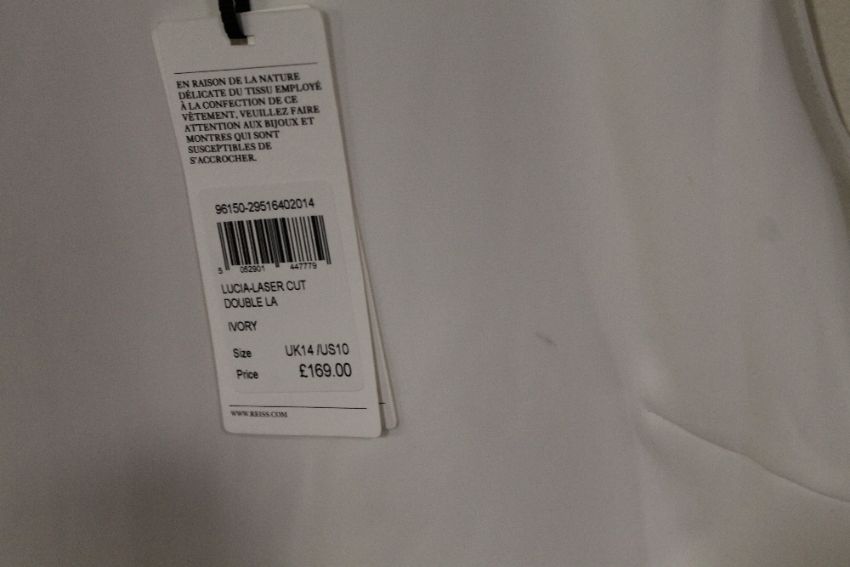 EN RAISON DE LA NATURE
DÉLICATE DU TISSU EMPLOYÉ
À LA CONFECTION DE CE
VÊTEMENT, VEUILLEZ FAIRE
ATTENTION AUX BIJOUX ET
MONTRES QUI SONT
SUSCEPTIBLES DE
S'ACCROCHER.
96150-29516402014
5 052901 447779
LUCIA-LASER CUT
DOUBLE LA
IVORY
Size UK14 /US10
Price £169.00
WWW.REISS.COM